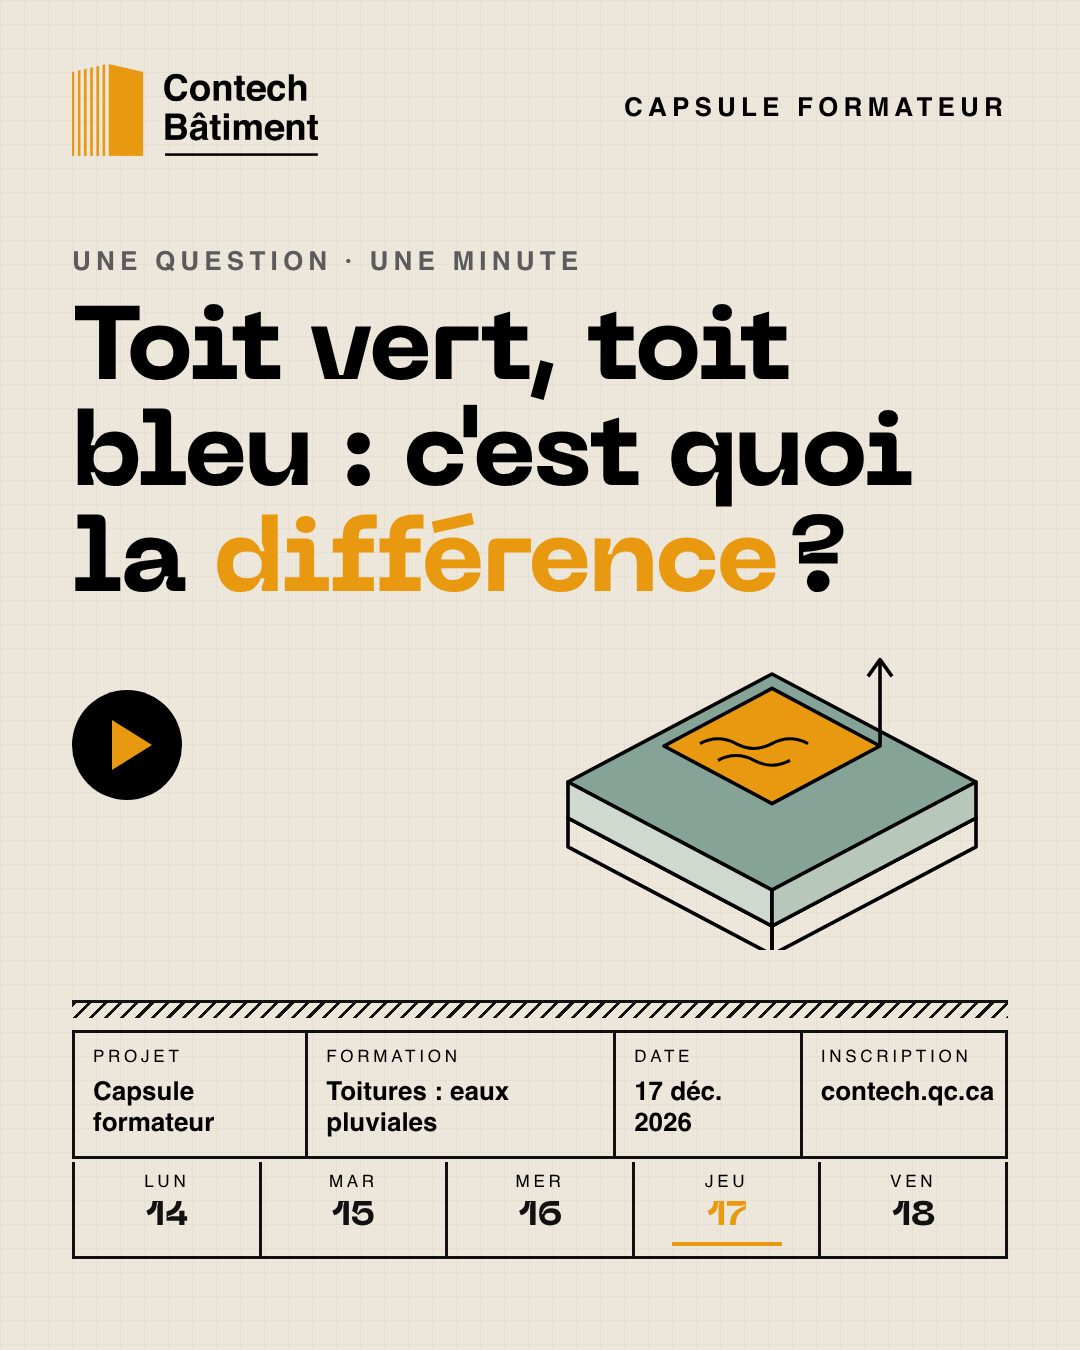 Contech
Bâtiment
CAPSULE FORMATEUR
UNE QUESTION · UNE MINUTE
Toit vert, toit
bleu : c'est quoi
la différence ?
PROJET
Capsule
formateur
FORMATION
Toitures : eaux
pluviales
DATE
17 déc.
2026
INSCRIPTION
contech.qc.ca
LUN
14
MAR
15
MER
16
JEU
17
VEN
18